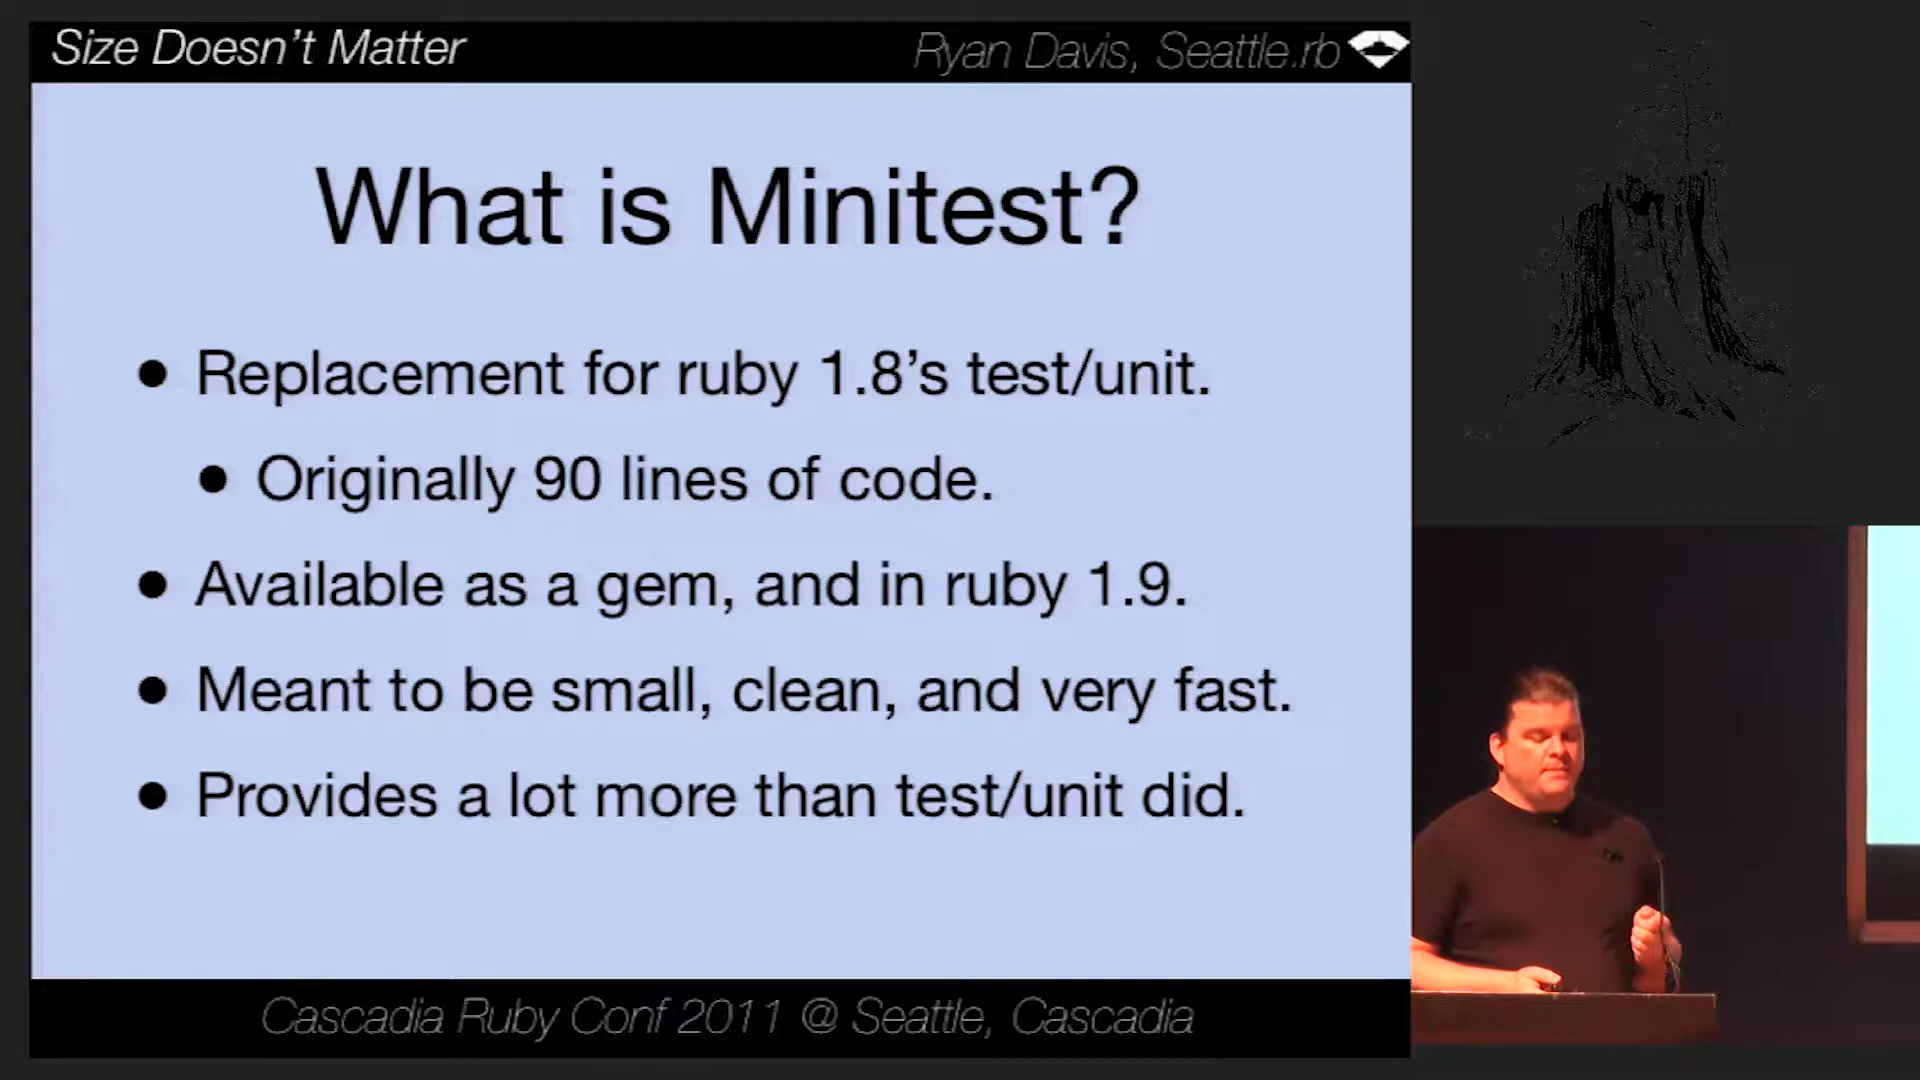 Size Doesn't Matter
Ryan Davis, Seattle.rb
What is Minitest?
• Replacement for ruby 1.8’s test/unit.
• Originally 90 lines of code.
• Available as a gem, and in ruby 1.9.
• Meant to be small, clean, and very fast.
• Provides a lot more than test/unit did.
Cascadia Ruby Conf 2011 @ Seattle, Cascadia